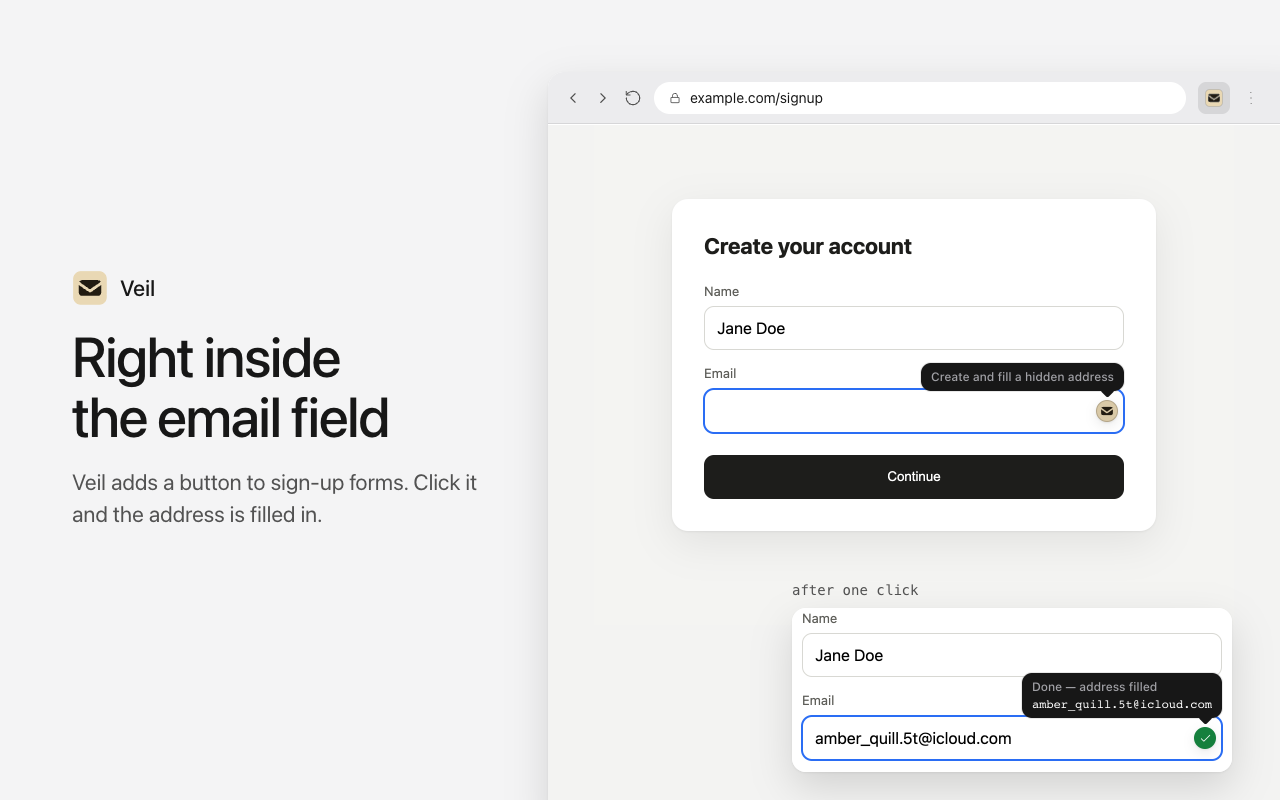 Veil
Right inside
the email field
Veil adds a button to sign-up forms. Click it
and the address is filled in.
example.com/signup
Create your account
Name
Jane Doe
Email
Create and fill a hidden address
Continue
after one click
Name
Jane Doe
Email
Done — address filled
amber_quill.5t@icloud.com
amber_quill.5t@icloud.com